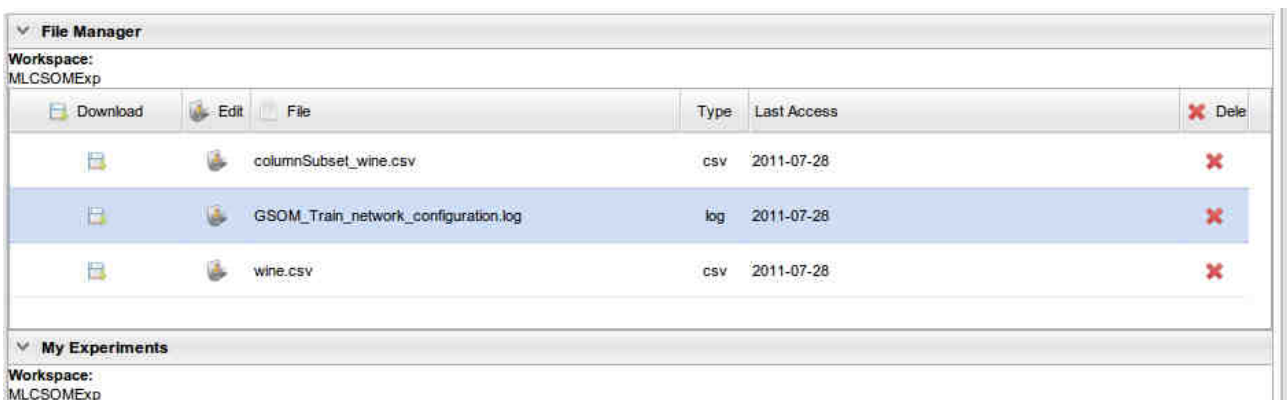 File Manager
Workspace:
MLCSOMExp
Download Edit File Type Last Access Dele
columnSubset_wine.csv csv 2011-07-28
GSOM_Train_network_configuration.log log 2011-07-28
wine.csv csv 2011-07-28
My Experiments
Workspace:
MLCSOMExp